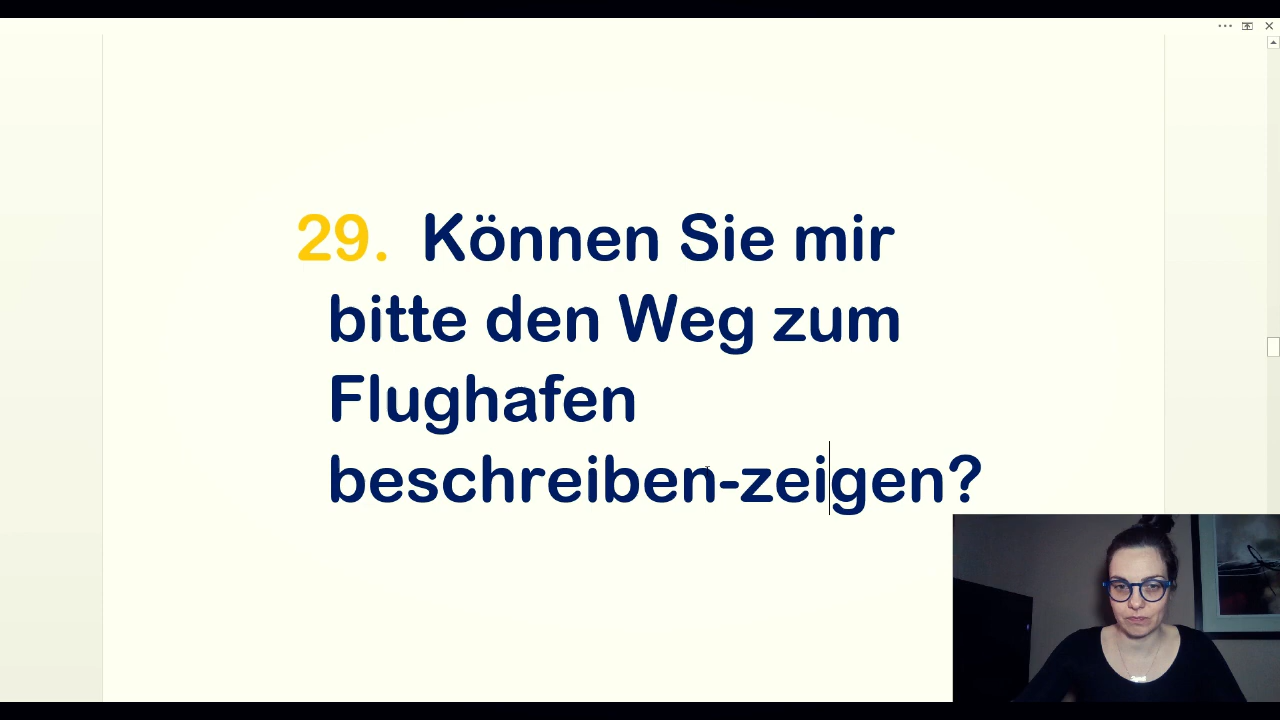 29. Können Sie mir
bitte den Weg zum
Flughafen
beschreiben-zeigen?